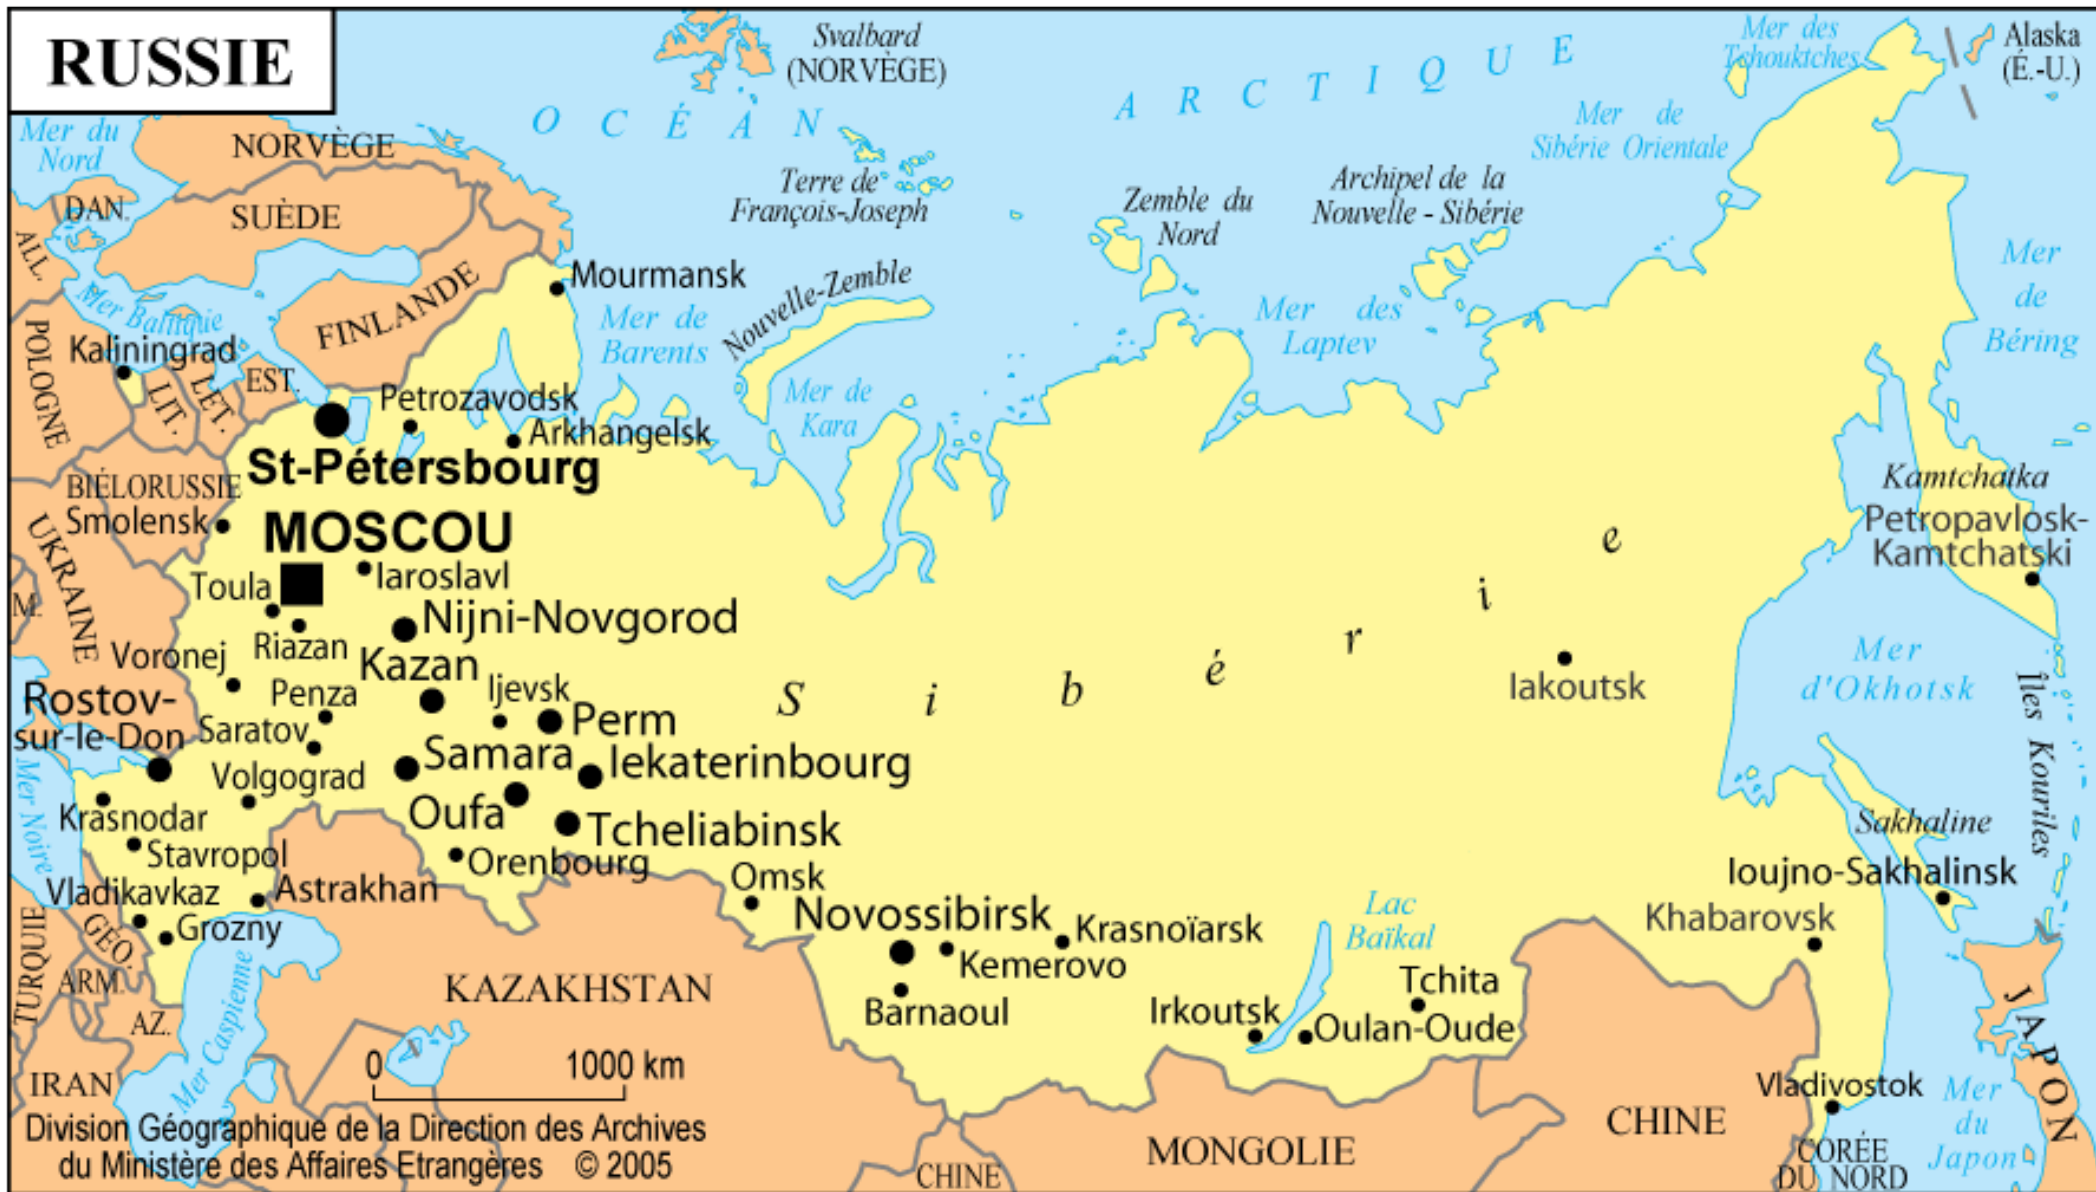 RUSSIE
Svalbard
(NORVÈGE)
Mer des
Tchouktches
Alaska
(É.-U.)
OCÉAN ARCTIQUE
Mer du
Nord
NORVÈGE
Mer de
Sibérie Orientale
Terre de
François-Joseph
Zemble du
Nord
Archipel de la
Nouvelle - Sibérie
DAN.
SUÈDE
ALL.
Mer
de
Béring
Mourmansk
Nouvelle-Zemble
FINLANDE
Mer Baltique
Mer de
Barents
Mer des
Laptev
POLOGNE
Kaliningrad
LIT.
LET.
EST.
Petrozavodsk
Arkhangelsk
Mer de
Kara
St-Pétersbourg
BIÉLORUSSIE
Smolensk
Kamtchatka
Petropavlosk-
Kamtchatski
UKRAINE
MOSCOU
Sibérie
M.
Toula
Iaroslavl
Riazan
Nijni-Novgorod
Voronej
Kazan
Iakoutsk
Mer
d'Okhotsk
Îles Kouriles
Rostov-
sur-le-Don
Penza
Ijevsk
Perm
Saratov
Samara
Iekaterinbourg
Mer Noire
Volgograd
Oufa
Tcheliabinsk
Krasnodar
Stavropol
Orenbourg
Sakhaline
Ioujno-Sakhalinsk
Omsk
Vladikavkaz
Astrakhan
Grozny
Novossibirsk
Krasnoïarsk
Kemerovo
Lac
Baïkal
Khabarovsk
TURQUIE
GÉO.
ARM.
AZ.
KAZAKHSTAN
Barnaoul
Irkoutsk
Tchita
Oulan-Oude
JAPON
Mer Caspienne
IRAN
0 1000 km
Vladivostok
CHINE
Mer
du
Japon
MONGOLIE
CHINE
CORÉE
DU NORD
Division Géographique de la Direction des Archives
du Ministère des Affaires Etrangères © 2005